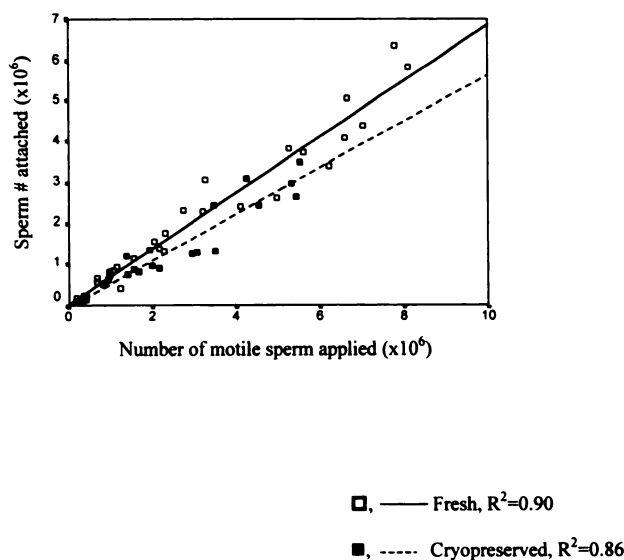 7
6
5
4
3
2
1
0
Sperm # attached (x10⁶)
0 2 4 6 8 10
Number of motile sperm applied (x10⁶)
, —— Fresh, R²=0.90
, ---- Cryopreserved, R²=0.86